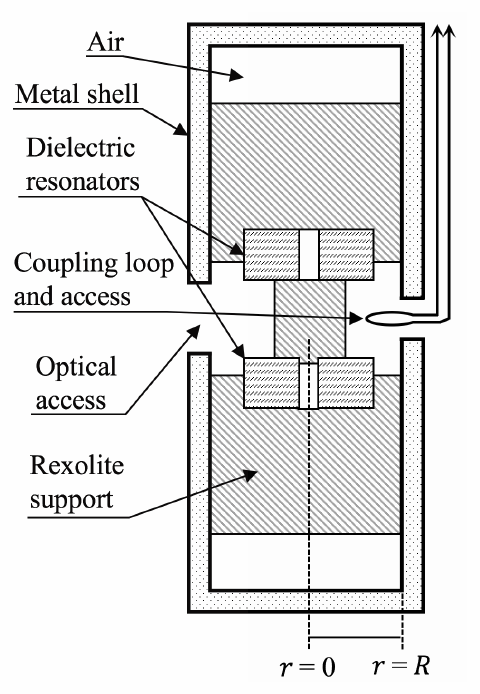 Air
Metal shell
Dielectric
resonators
Coupling loop
and access
Optical
access
Rexolite
support
r = 0
r = R